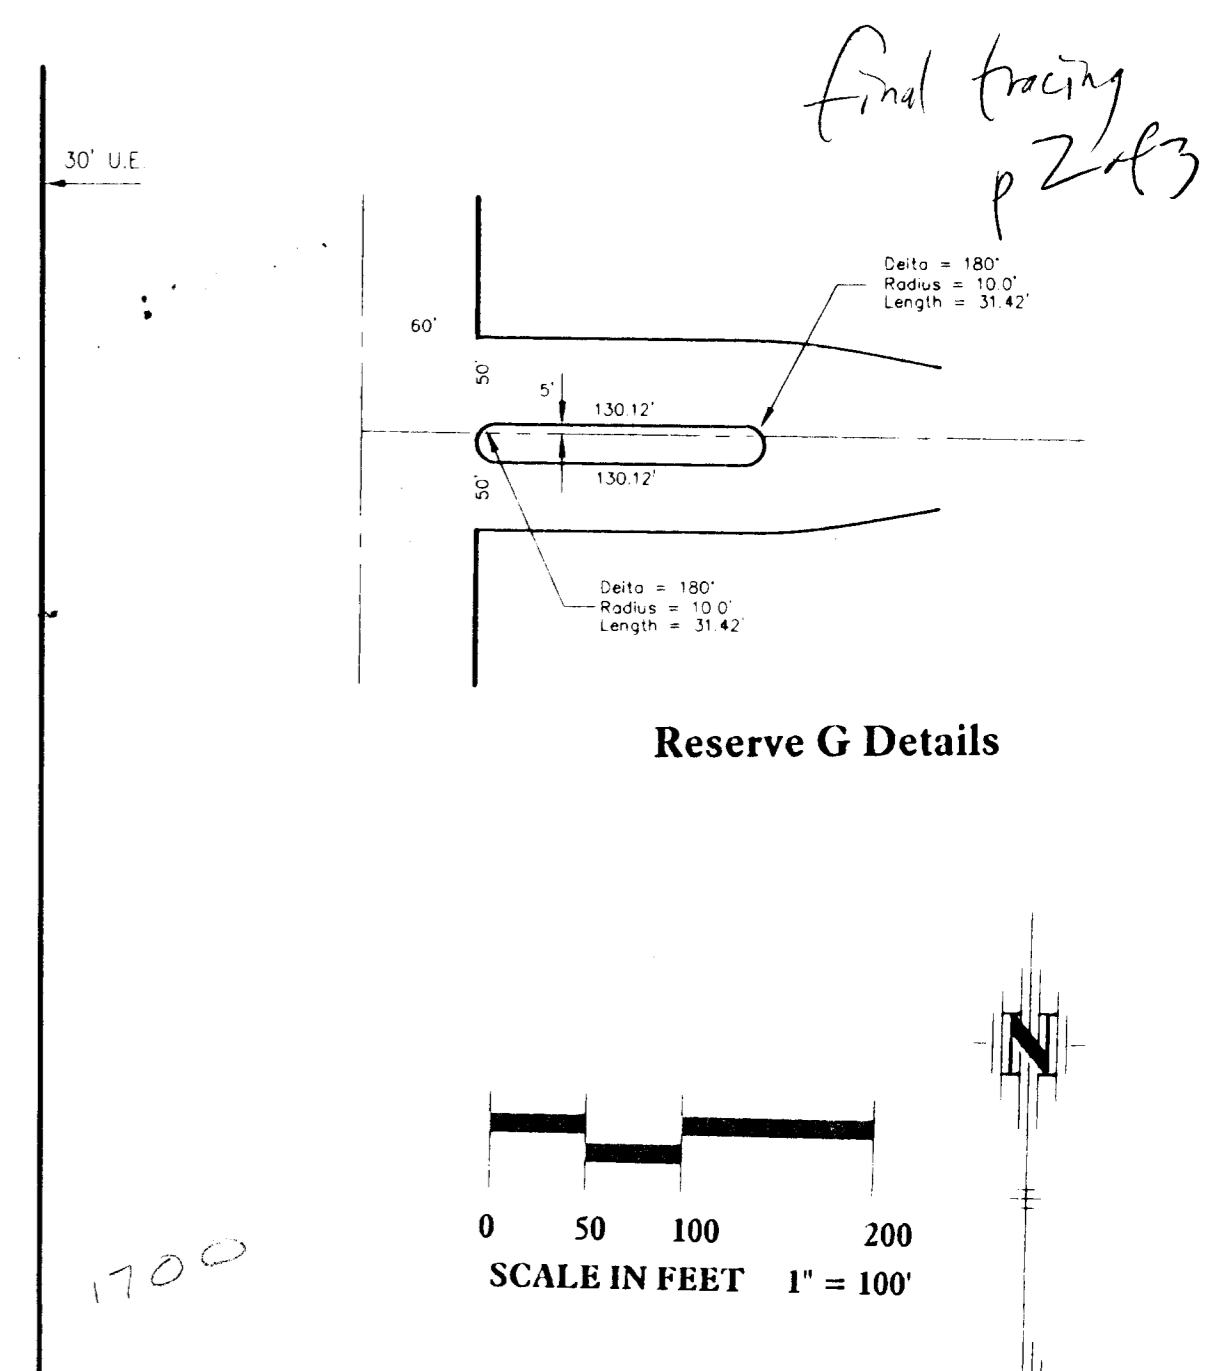 final tracing
p 2 of 3
30' U.E.
Delta = 180°
Radius = 10.0'
Length = 31.42'
60'
50'
5'
130.12'
130.12'
50'
Delta = 180°
Radius = 10.0'
Length = 31.42'
Reserve G Details
N
0 50 100 200
SCALE IN FEET 1" = 100'
1700